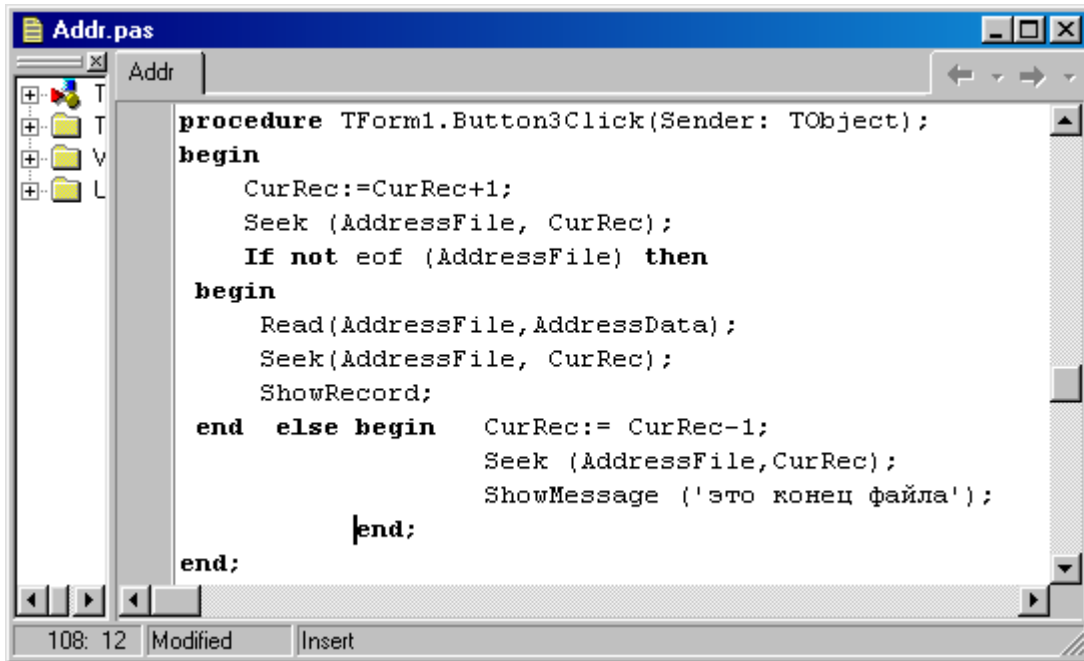 Addr.pas
Addr
T
T
V
L
procedure TForm1.Button3Click(Sender: TObject);
begin
CurRec:=CurRec+1;
Seek (AddressFile, CurRec);
If not eof (AddressFile) then
begin
Read(AddressFile,AddressData);
Seek(AddressFile, CurRec);
ShowRecord;
end else begin CurRec:= CurRec-1;
Seek (AddressFile,CurRec);
ShowMessage ('это конец файла');
end;
end;
108: 12 Modified Insert